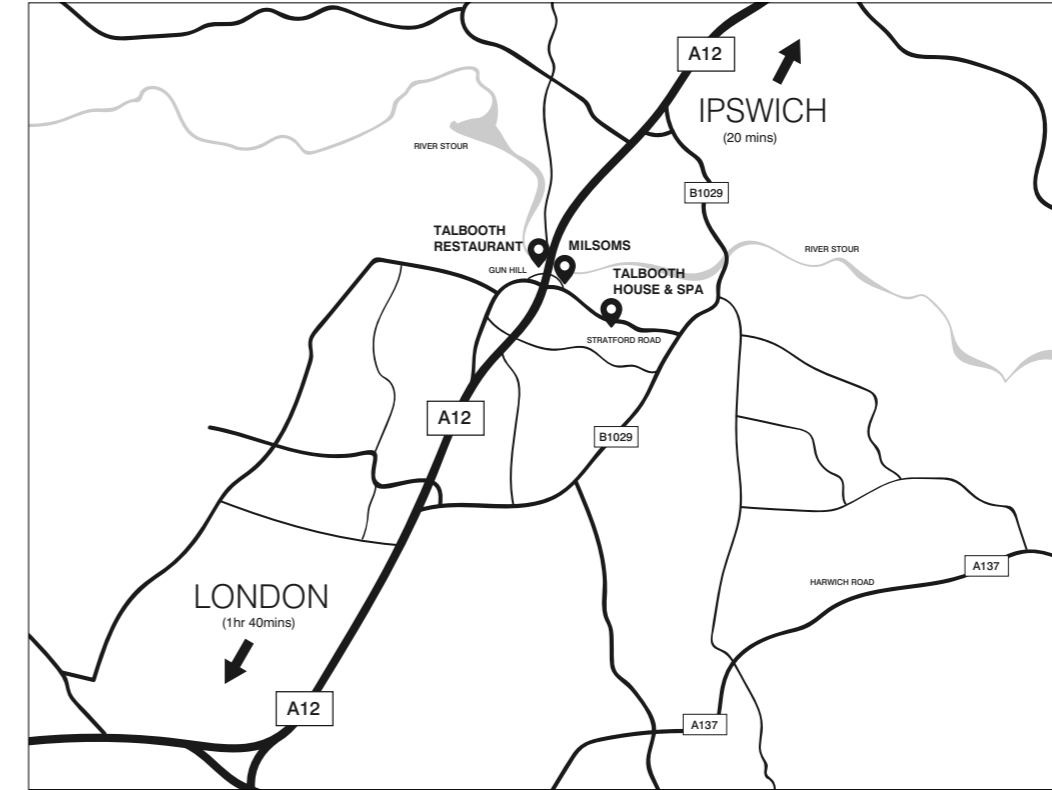 A12
IPSWICH
(20 mins)
RIVER STOUR
B1029
TALBOOTH
RESTAURANT
MILSOMS
RIVER STOUR
GUN HILL
TALBOOTH
HOUSE & SPA
STRATFORD ROAD
A12
B1029
A137
HARWICH ROAD
LONDON
(1hr 40mins)
A12
A137